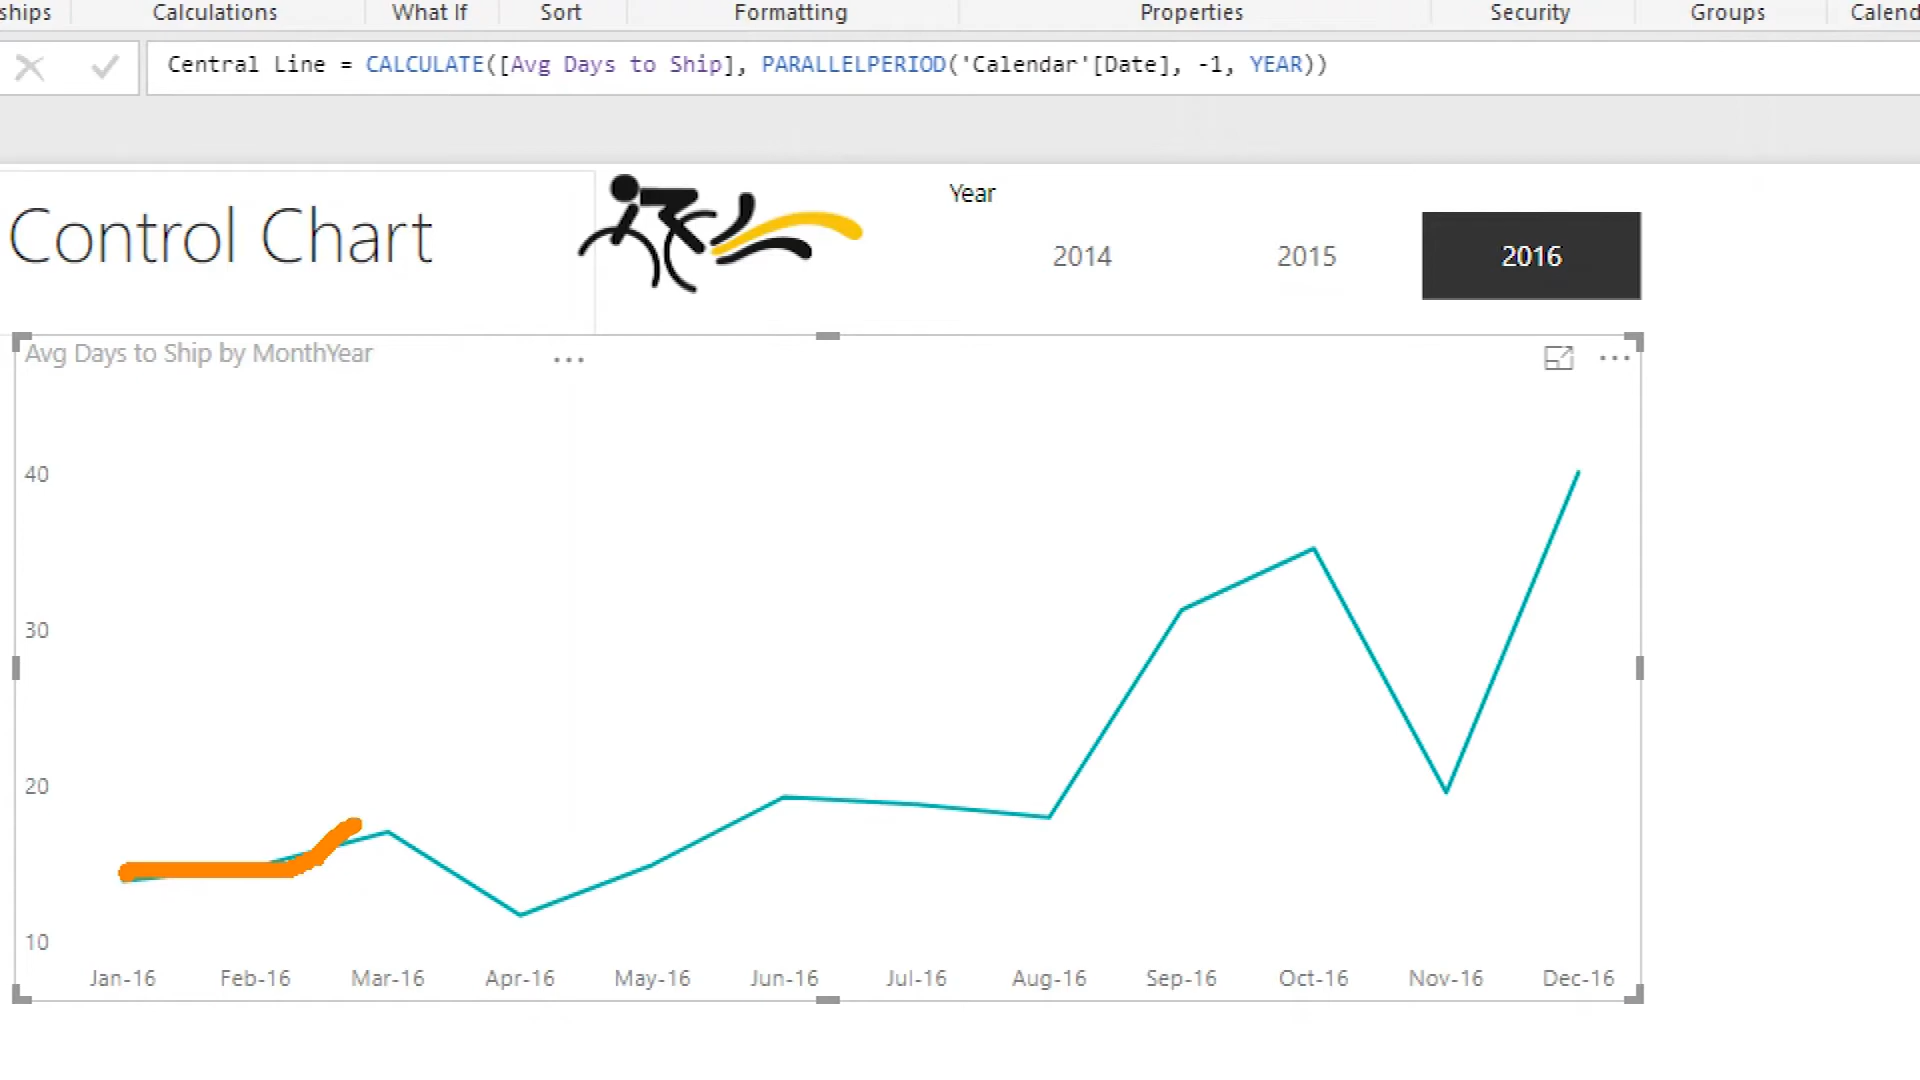 ships Calculations What If Sort Formatting Properties Security Groups Calend
Central Line = CALCULATE([Avg Days to Ship], PARALLELPERIOD('Calendar'[Date], -1, YEAR))
Control Chart
Year
2014 2015 2016
Avg Days to Ship by MonthYear
40
30
20
10
Jan-16 Feb-16 Mar-16 Apr-16 May-16 Jun-16 Jul-16 Aug-16 Sep-16 Oct-16 Nov-16 Dec-16